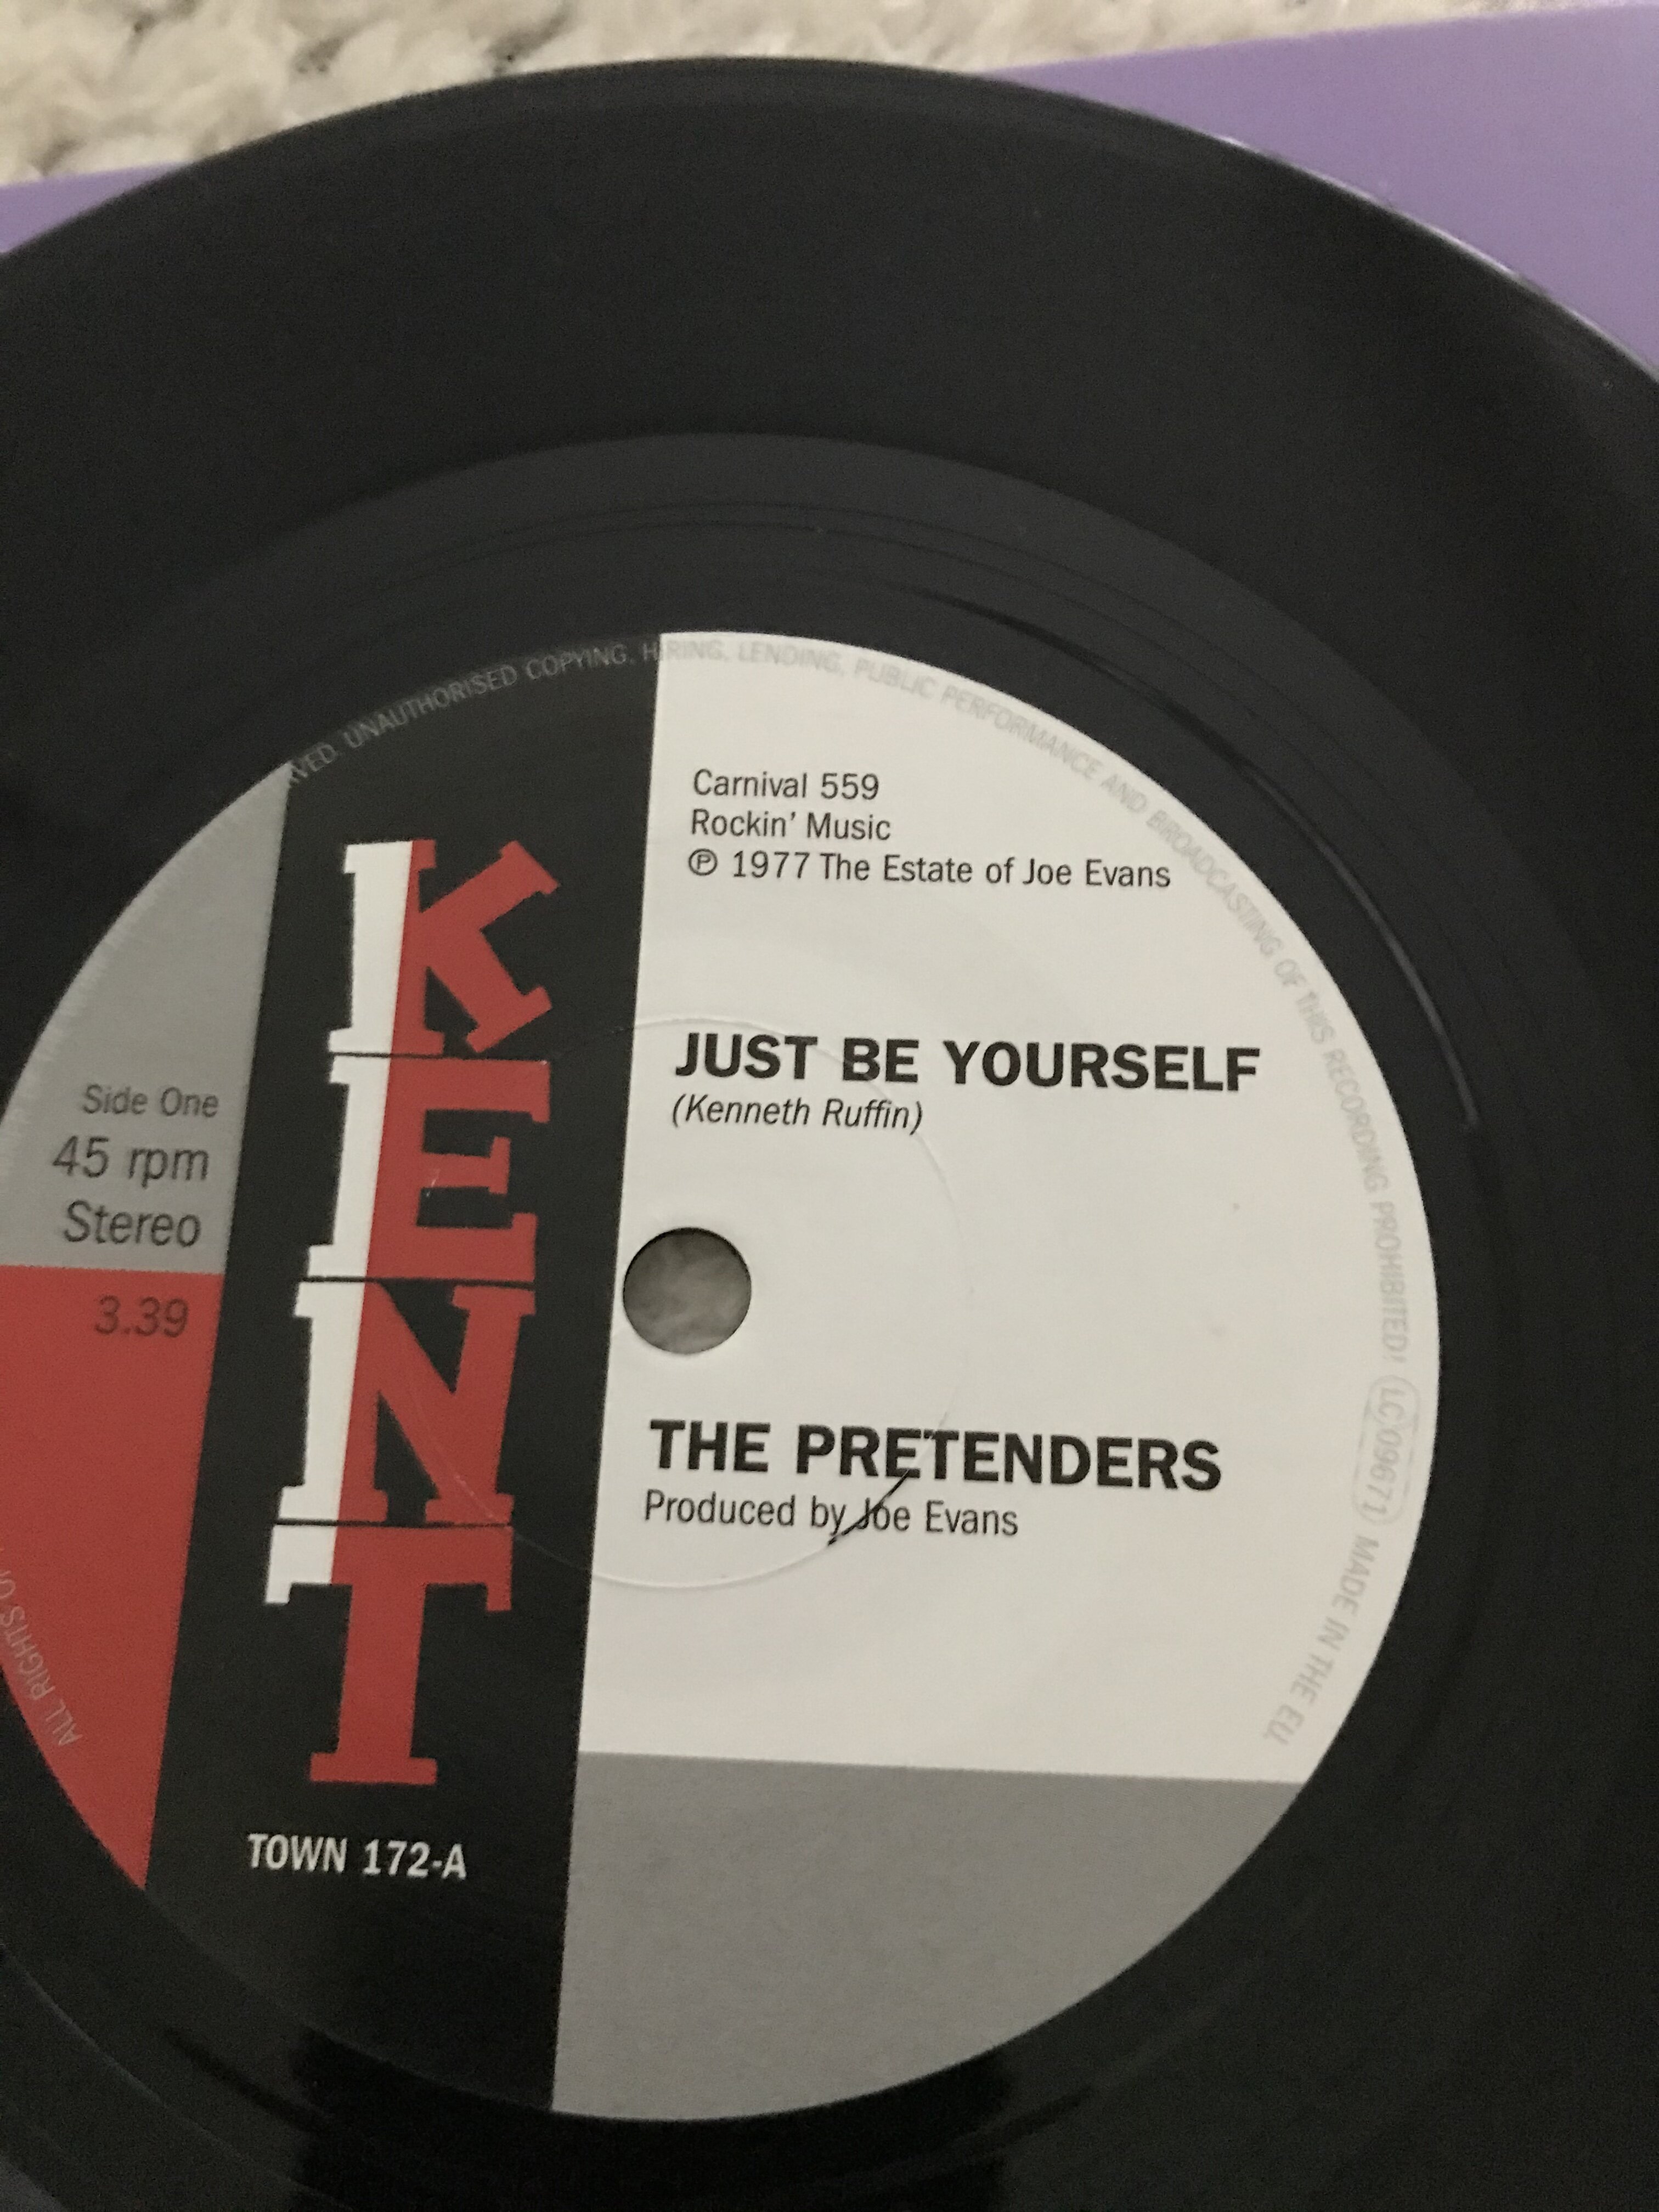 ALL RIGHTS
RVED. UNAUTHORISED COPYING, HIRING, LENDING, PUBLIC PERFORMANCE AND BROADCASTING OF THIS RECORDING PROHIBITED! LC 09671 MADE IN THE EU.
Carnival 559
Rockin' Music
℗ 1977 The Estate of Joe Evans
JUST BE YOURSELF
(Kenneth Ruffin)
Side One
45 rpm
Stereo
3.39
KENT
THE PRETENDERS
Produced by Joe Evans
TOWN 172-A